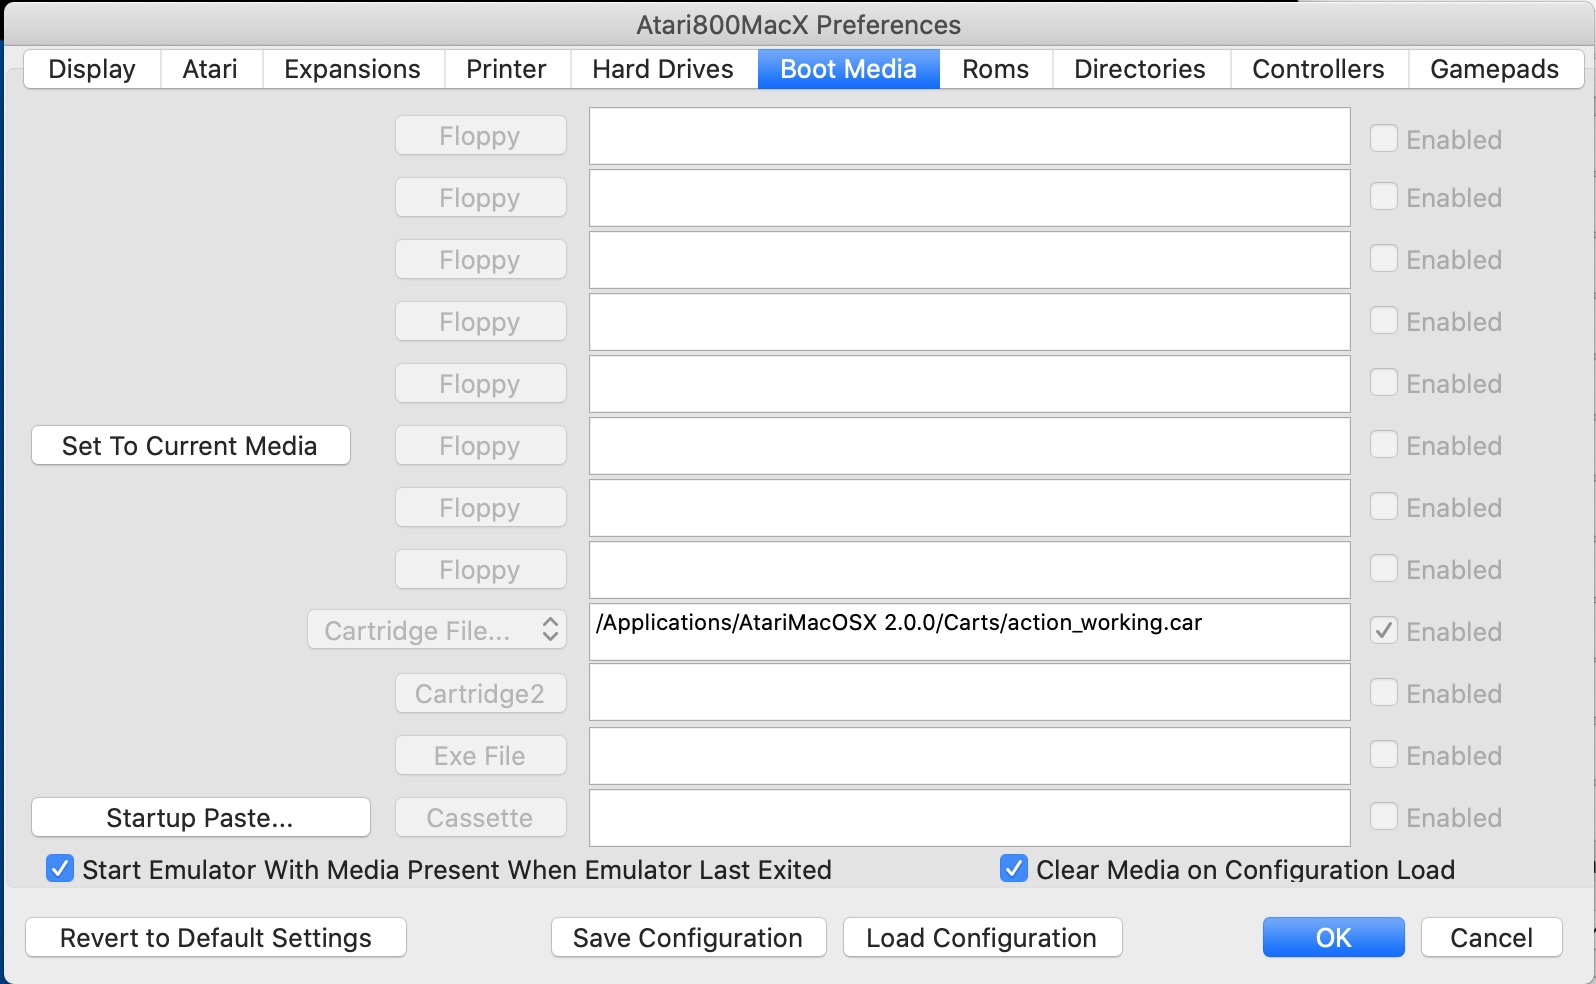 Atari800MacX Preferences
Display Atari Expansions Printer Hard Drives Boot Media Roms Directories Controllers Gamepads
Floppy Enabled
Floppy Enabled
Floppy Enabled
Floppy Enabled
Floppy Enabled
Set To Current Media Floppy Enabled
Floppy Enabled
Floppy Enabled
Cartridge File... /Applications/AtariMacOSX 2.0.0/Carts/action_working.car Enabled
Cartridge2 Enabled
Exe File Enabled
Startup Paste... Cassette Enabled
Start Emulator With Media Present When Emulator Last Exited Clear Media on Configuration Load
Revert to Default Settings Save Configuration Load Configuration OK Cancel